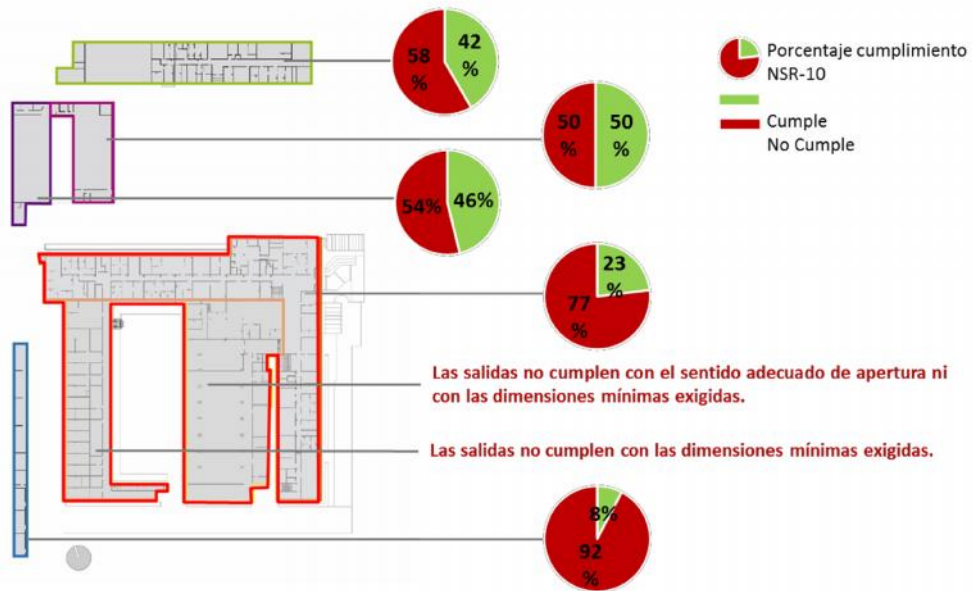 58
%
42
%
Porcentaje cumplimiento
NSR-10
Cumple
No Cumple
50
%
50
%
54%
46%
23
%
77
%
Las salidas no cumplen con el sentido adecuado de apertura ni
con las dimensiones mínimas exigidas.
Las salidas no cumplen con las dimensiones mínimas exigidas.
8%
92
%